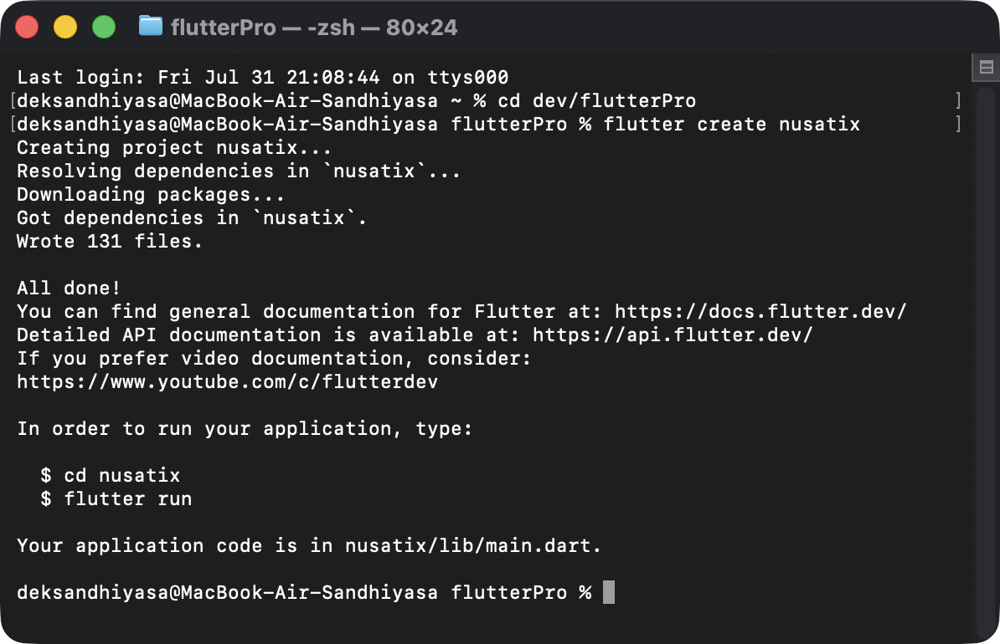 flutterPro — -zsh — 80×24
Last login: Fri Jul 31 21:08:44 on ttys000
[deksandhiyasa@MacBook-Air-Sandhiyasa ~ % cd dev/flutterPro ]
[deksandhiyasa@MacBook-Air-Sandhiyasa flutterPro % flutter create nusatix ]
Creating project nusatix...
Resolving dependencies in `nusatix`...
Downloading packages...
Got dependencies in `nusatix`.
Wrote 131 files.
All done!
You can find general documentation for Flutter at: https://docs.flutter.dev/
Detailed API documentation is available at: https://api.flutter.dev/
If you prefer video documentation, consider:
https://www.youtube.com/c/flutterdev
In order to run your application, type:
$ cd nusatix
$ flutter run
Your application code is in nusatix/lib/main.dart.
deksandhiyasa@MacBook-Air-Sandhiyasa flutterPro %